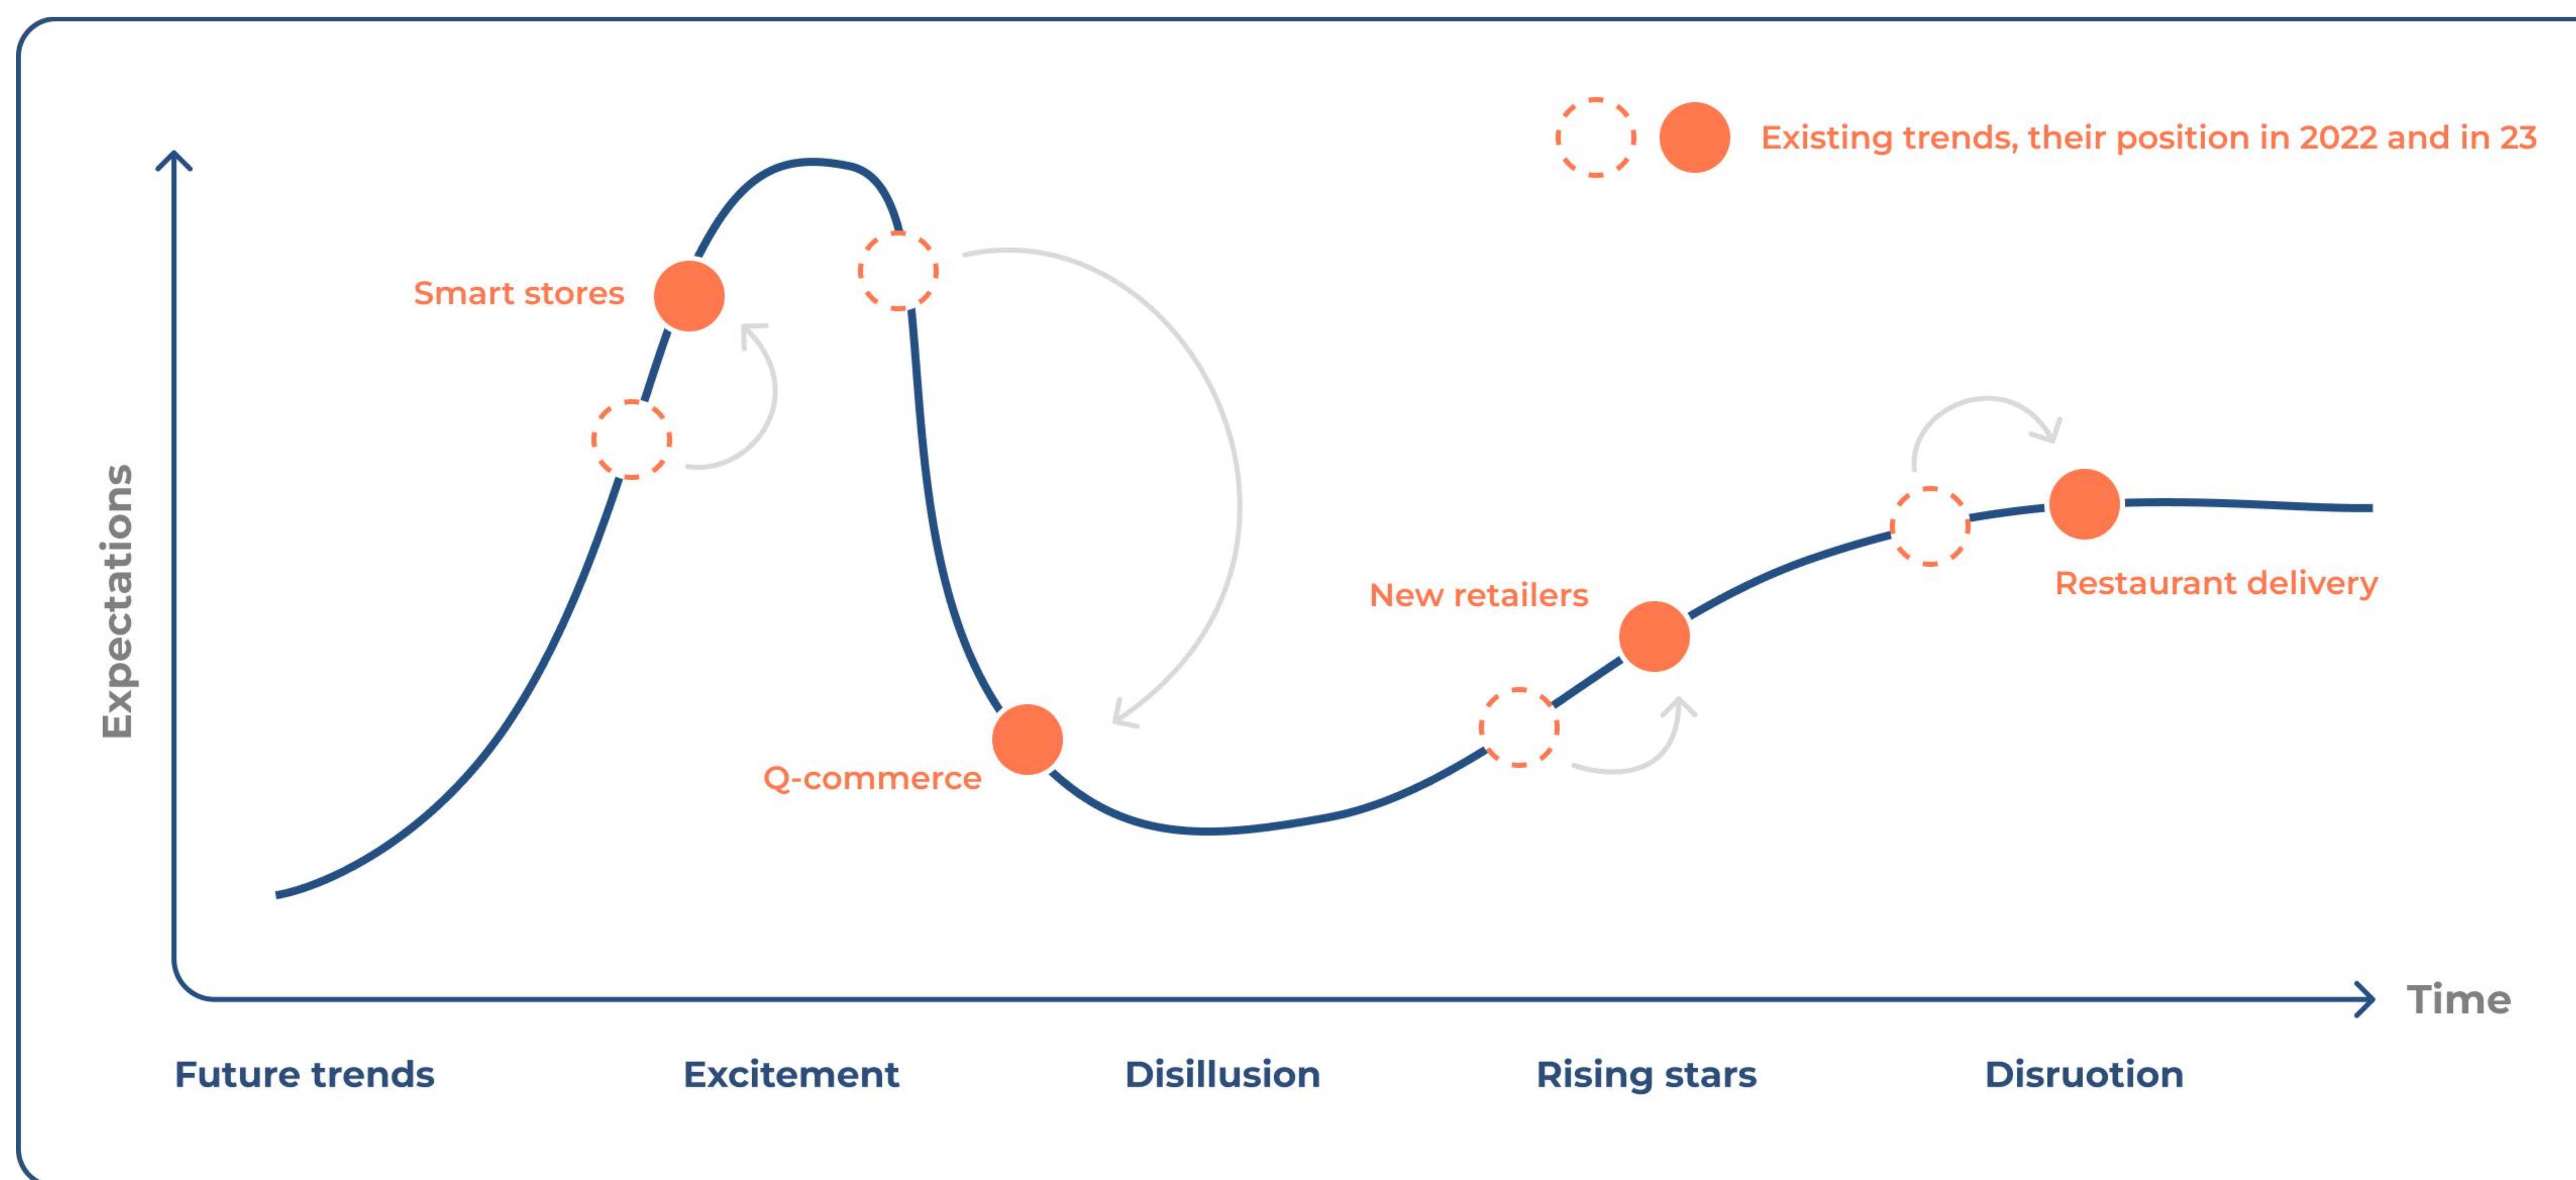 Existing trends, their position in 2022 and in 23
Smart stores
Expectations
New retailers
Restaurant delivery
Q-commerce
Time
Future trends
Excitement
Disillusion
Rising stars
Disruotion